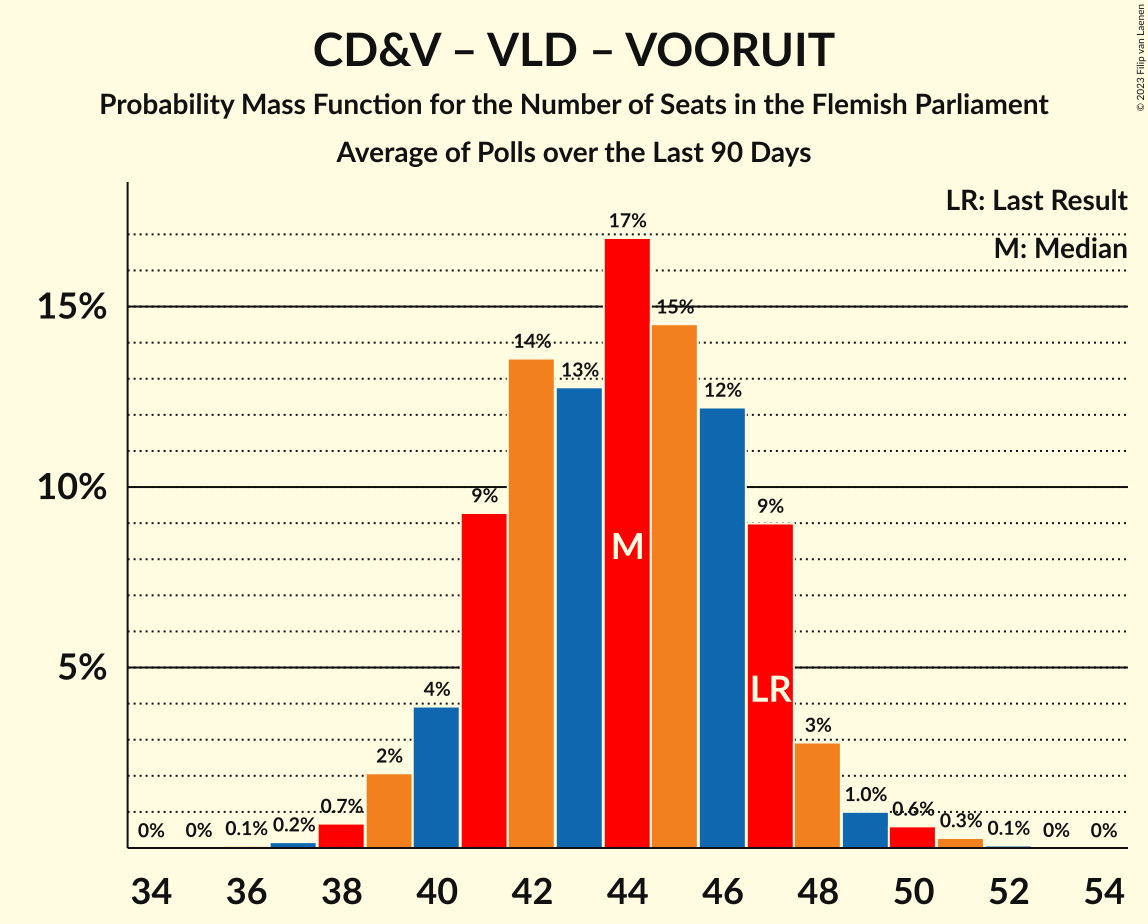 CD&V – VLD – VOORUIT
Probability Mass Function for the Number of Seats in the Flemish Parliament
Average of Polls over the Last 90 Days
© 2023 Filip van Laenen
LR: Last Result
M: Median
15%
10%
5%
0%
0%
0.1%
0.2%
0.7%
2%
4%
9%
14%
13%
17%
15%
12%
9%
3%
1.0%
0.6%
0.3%
0.1%
0%
0%
M
LR
34 36 38 40 42 44 46 48 50 52 54